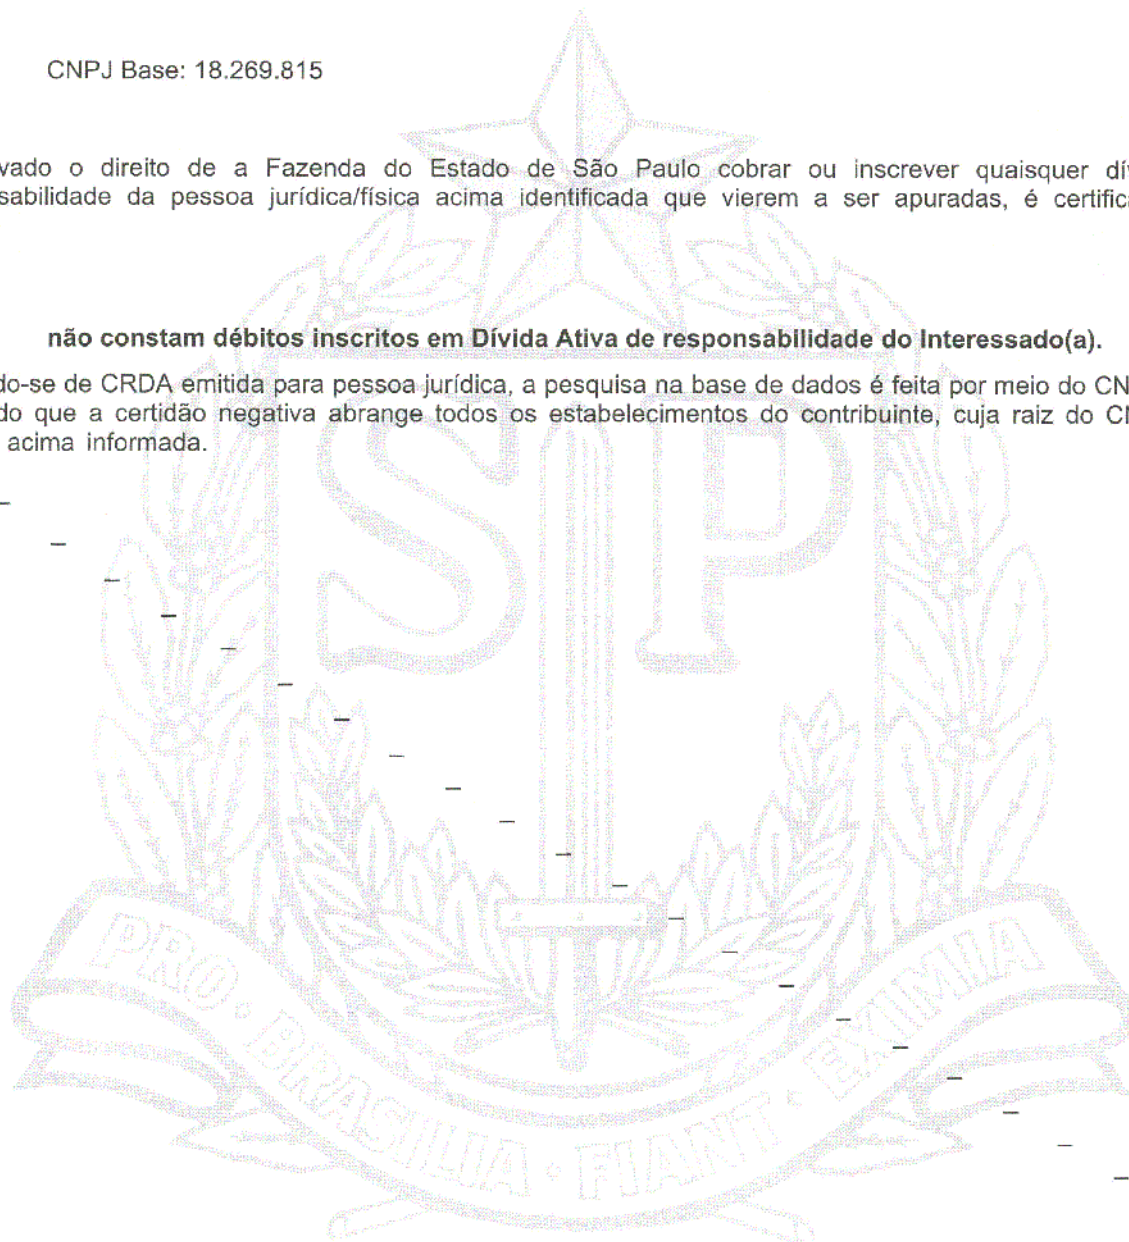 CNPJ Base: 18.269.815
vado o direito de a Fazenda do Estado de São Paulo cobrar ou inscrever quaisquer dív
sabilidade da pessoa jurídica/física acima identificada que vierem a ser apuradas, é certifica
não constam débitos inscritos em Dívida Ativa de responsabilidade do Interessado(a).
do-se de CRDA emitida para pessoa jurídica, a pesquisa na base de dados é feita por meio do CN
do que a certidão negativa abrange todos os estabelecimentos do contribuinte, cuja raiz do CN
acima informada.
SP
PRO · BRASILIA · FIANT · EXIMIA